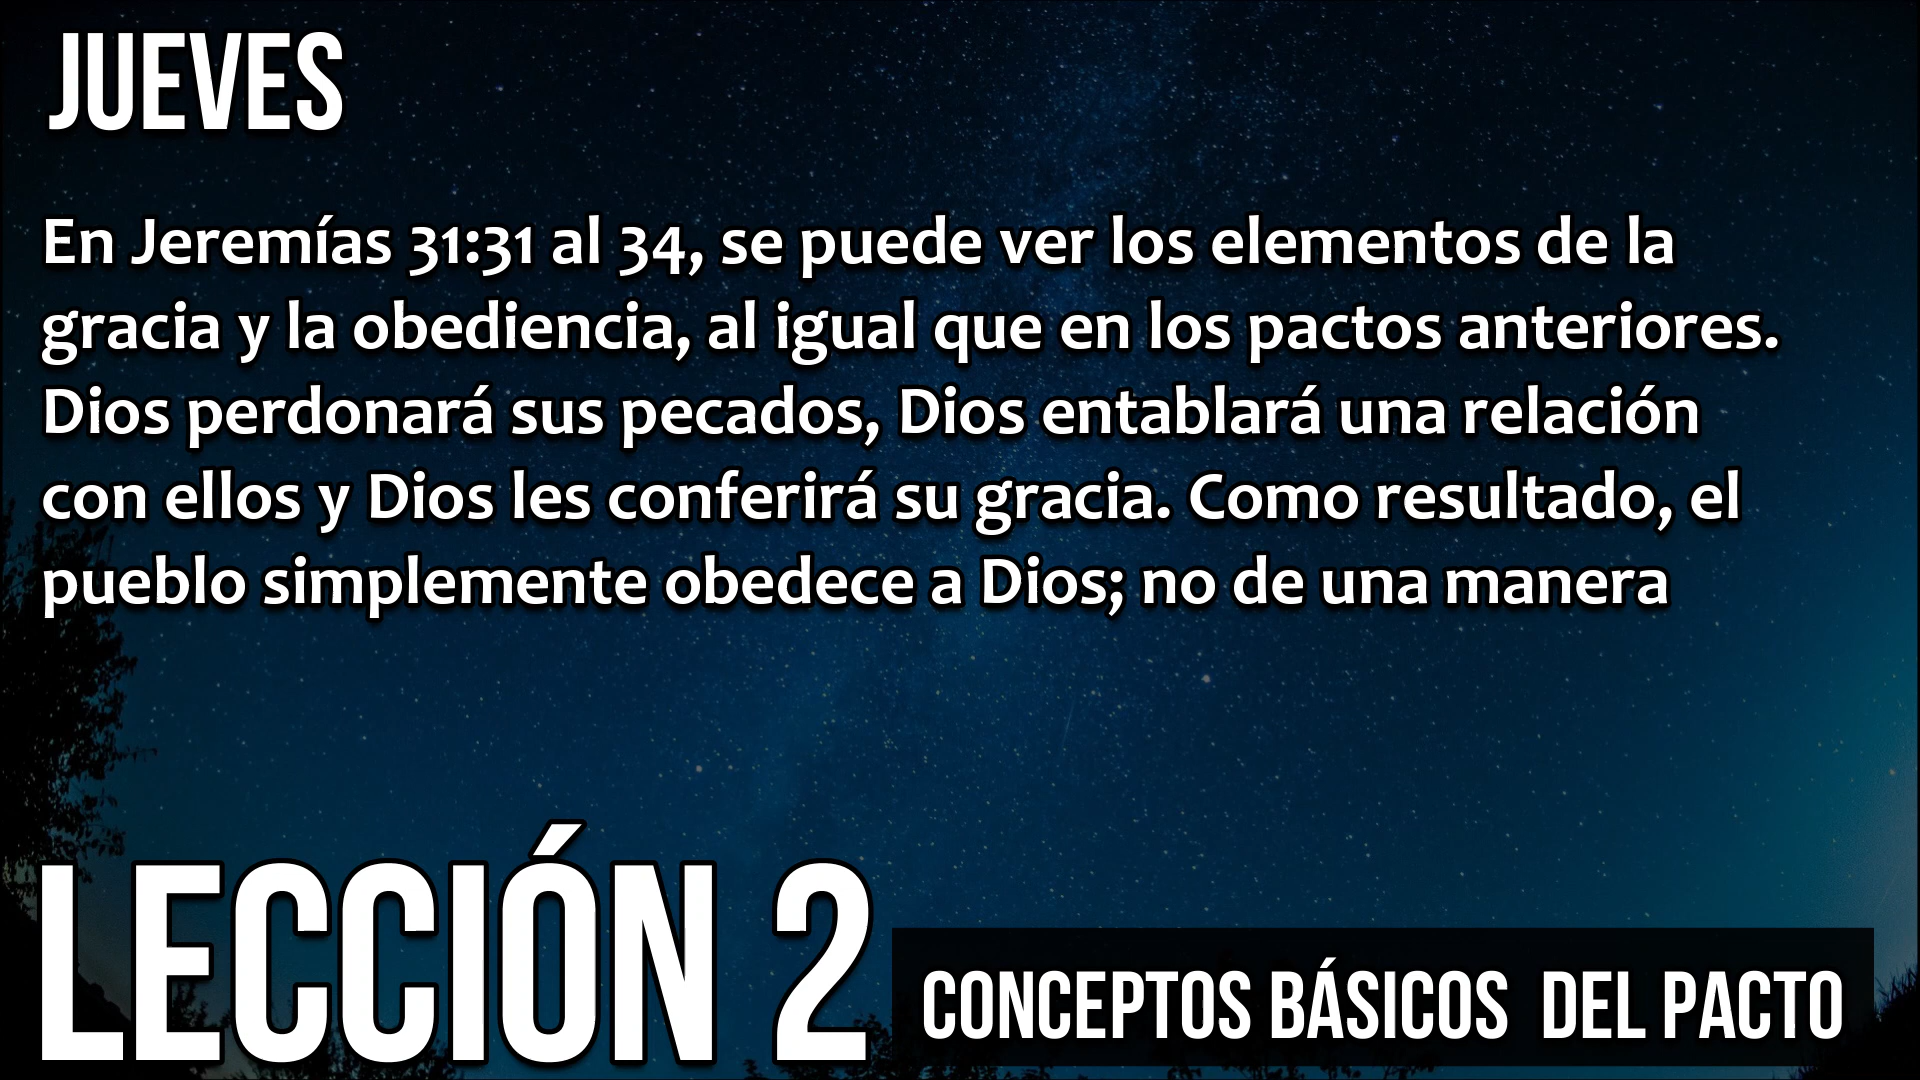 JUEVES
En Jeremías 31:31 al 34, se puede ver los elementos de la
gracia y la obediencia, al igual que en los pactos anteriores.
Dios perdonará sus pecados, Dios entablará una relación
con ellos y Dios les conferirá su gracia. Como resultado, el
pueblo simplemente obedece a Dios; no de una manera
LECCIÓN 2
CONCEPTOS BÁSICOS DEL PACTO